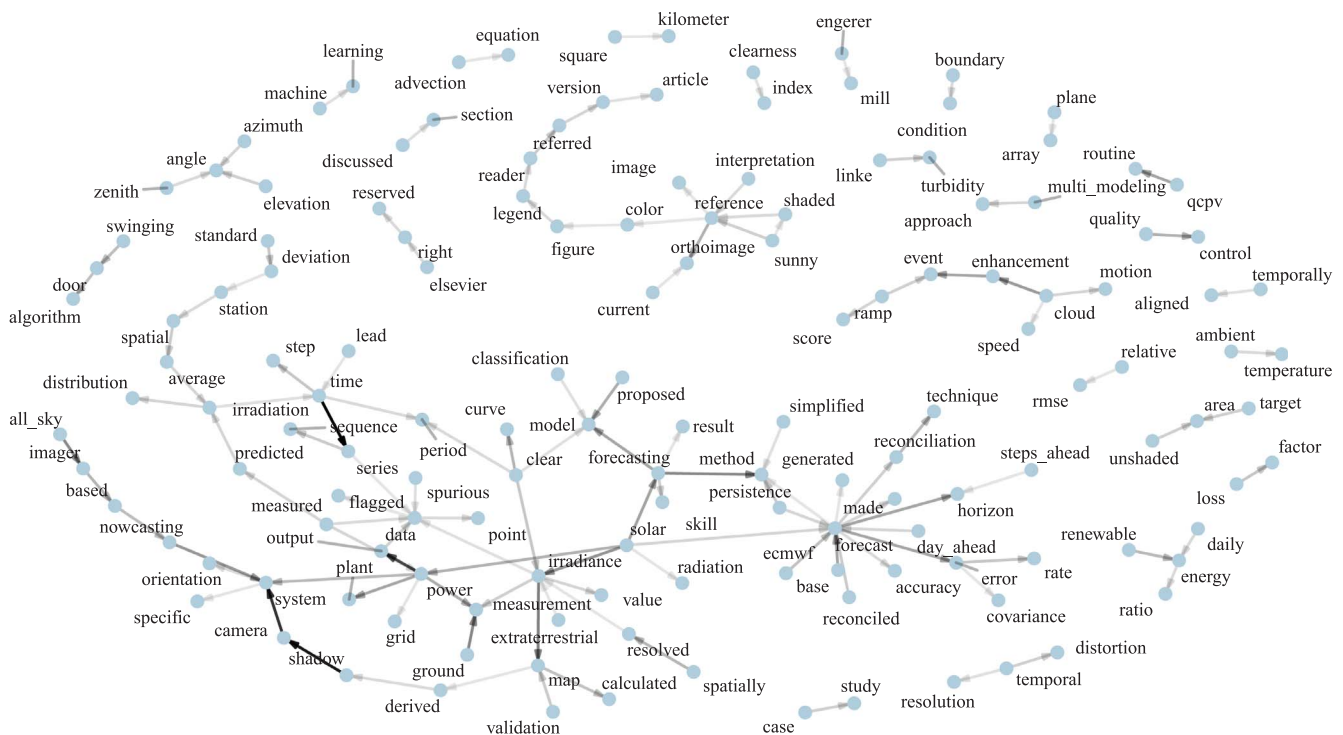 kilometer
engerer
equation
learning
square
clearness
boundary
advection
article
version
machine
index
mill
plane
section
azimuth
condition
referred
discussed
array
routine
angle
image
interpretation
reader
linke
zenith
reserved
turbidity
multi_modeling
elevation
legend
color
reference
shaded
qcpv
approach
quality
swinging
standard
figure
orthoimage
right
sunny
control
deviation
event
enhancement
motion
temporally
door
elsevier
aligned
algorithm
station
current
ramp
cloud
spatial
score
speed
ambient
step
lead
classification
relative
temperature
distribution
average
time
proposed
rmse
all_sky
irradiation
sequence
curve
model
result
simplified
technique
area
target
imager
period
clear
forecasting
method
generated
reconciliation
steps_ahead
unshaded
factor
predicted
series
based
spurious
persistence
loss
measured
flagged
made
horizon
nowcasting
point
skill
output
data
solar
renewable
daily
orientation
plant
irradiance
ecmwf
forecast
day_ahead
energy
system
power
measurement
radiation
base
accuracy
error
rate
specific
value
ratio
camera
grid
extraterrestrial
reconciled
covariance
shadow
resolved
distortion
ground
map
calculated
spatially
temporal
derived
study
resolution
validation
case